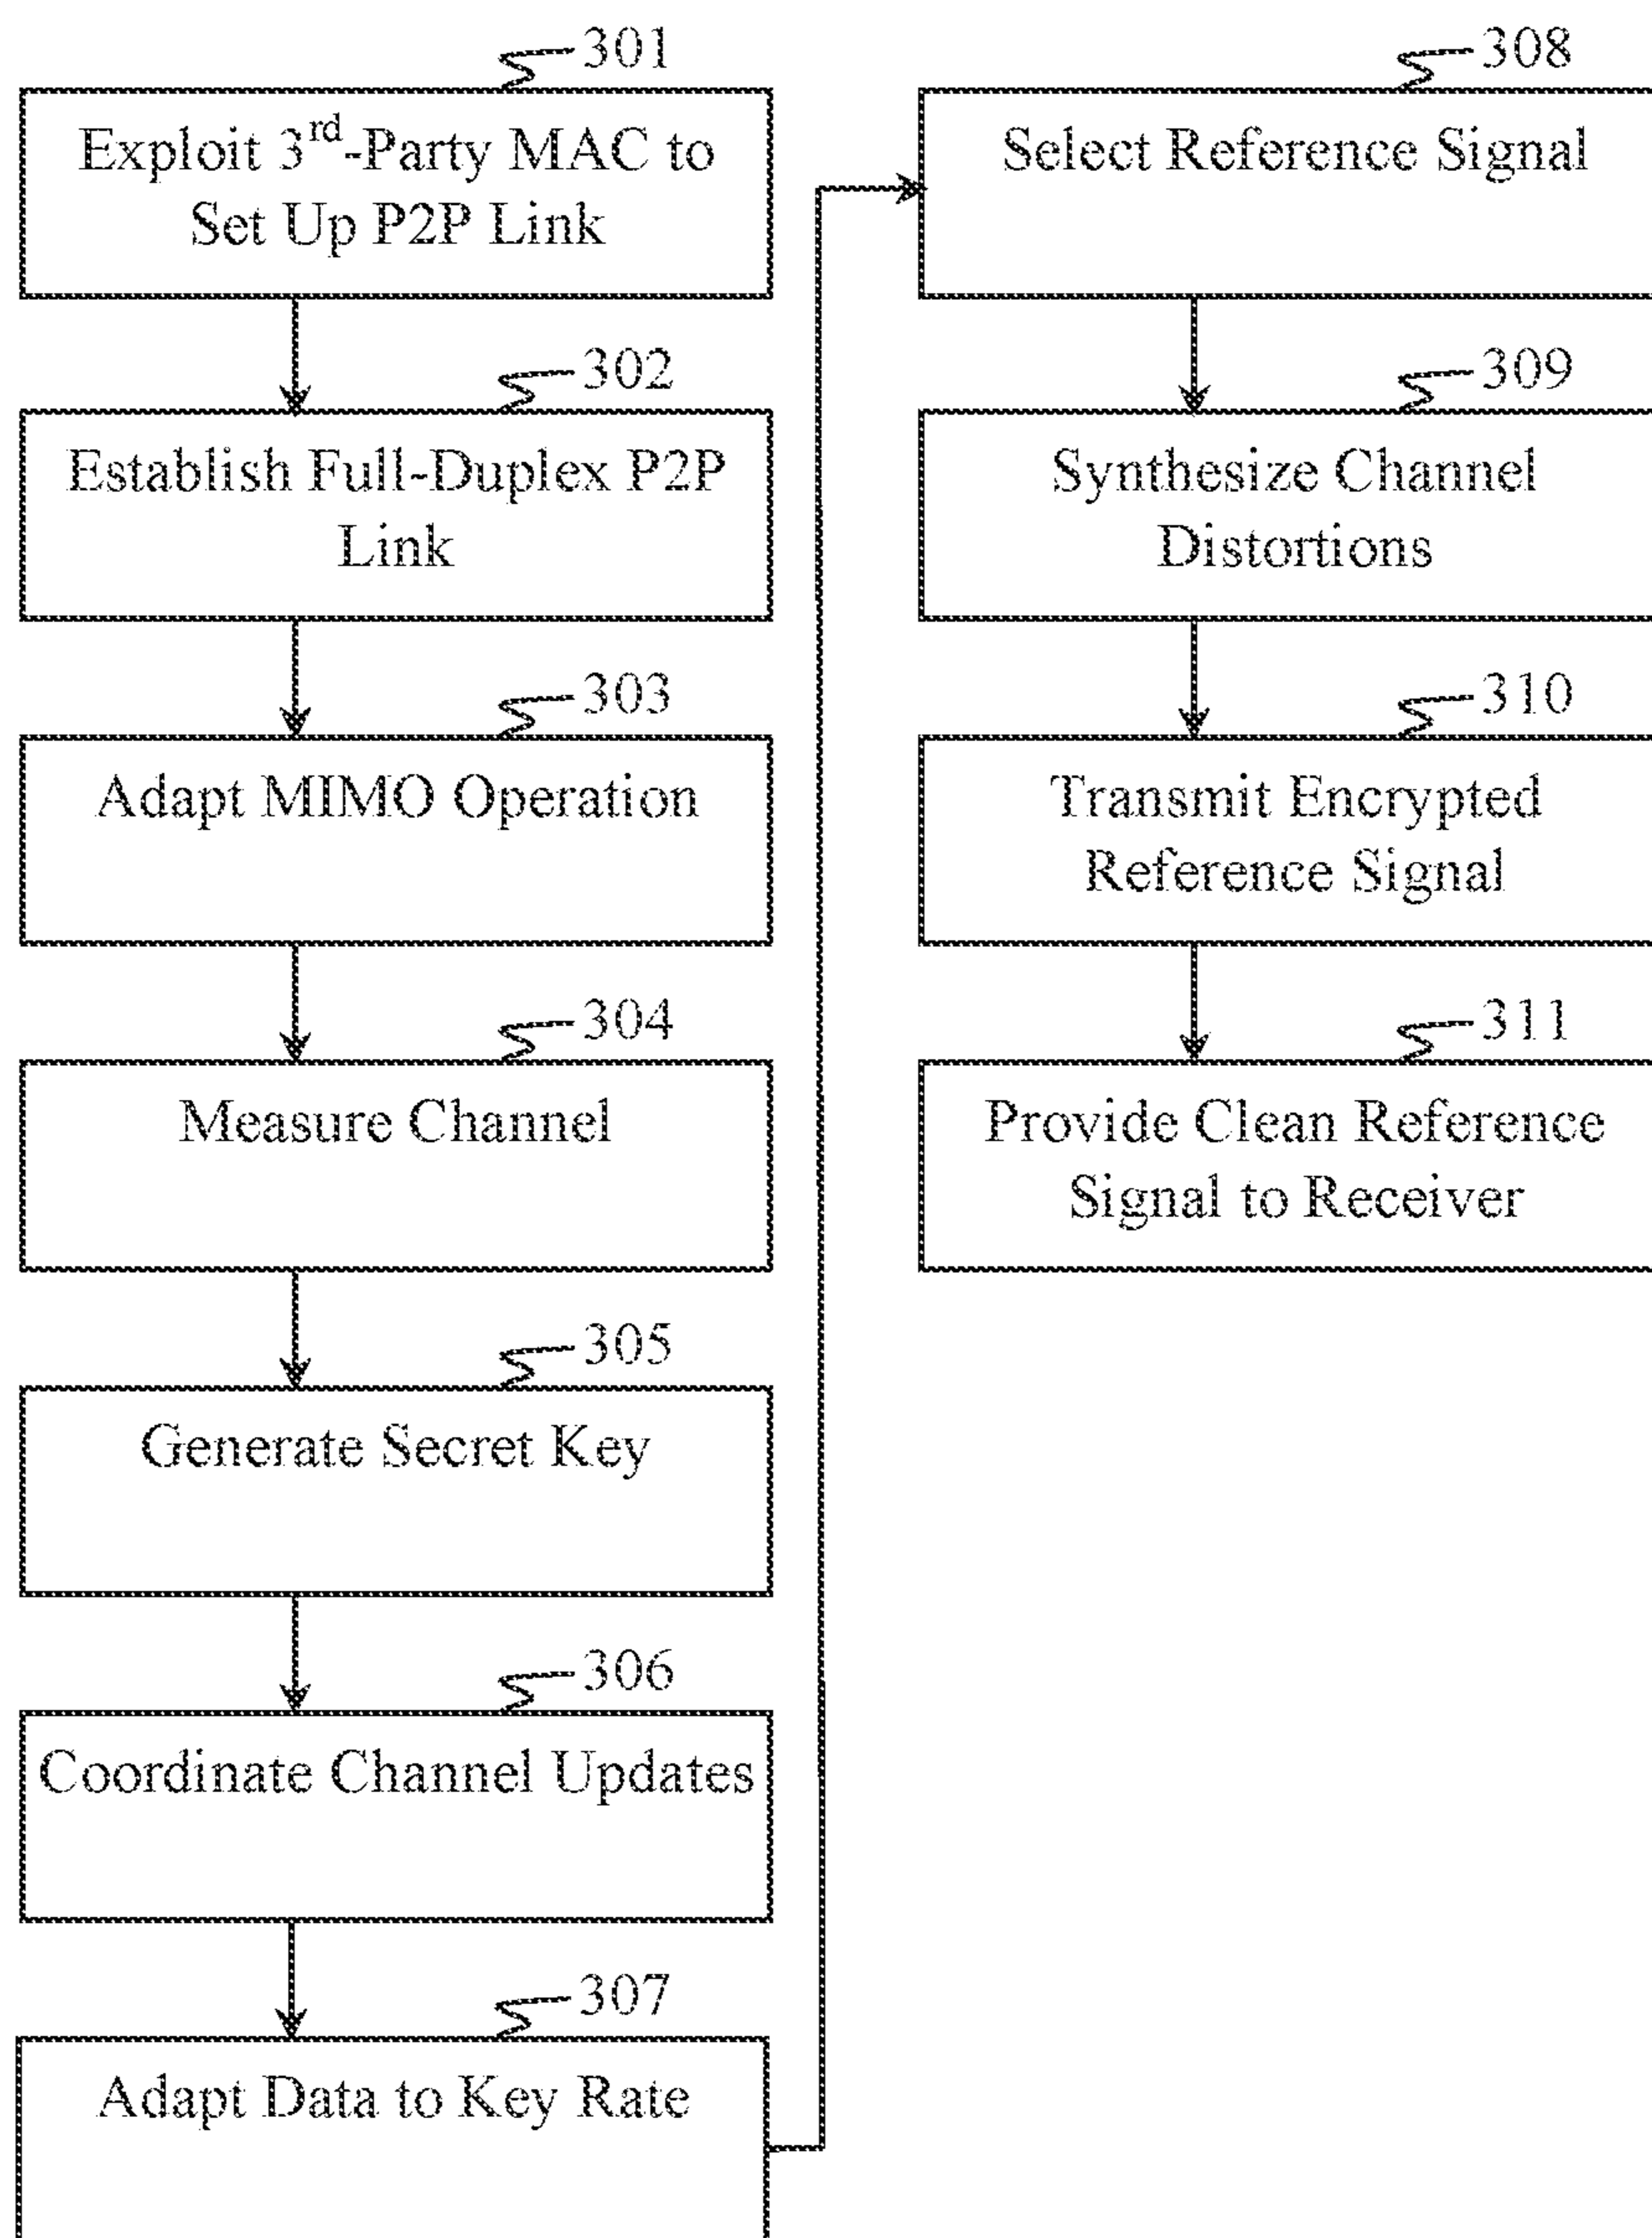 301
Exploit 3rd-Party MAC to
Set Up P2P Link
302
Establish Full-Duplex P2P
Link
303
Adapt MIMO Operation
304
Measure Channel
305
Generate Secret Key
306
Coordinate Channel Updates
307
Adapt Data to Key Rate
308
Select Reference Signal
309
Synthesize Channel
Distortions
310
Transmit Encrypted
Reference Signal
311
Provide Clean Reference
Signal to Receiver